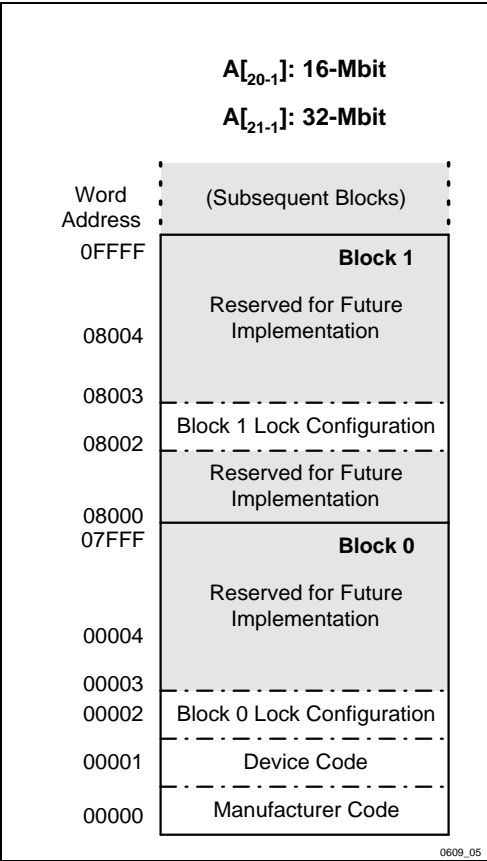 A[20-1]: 16-Mbit
A[21-1]: 32-Mbit
Word
Address
(Subsequent Blocks)
0FFFF
Block 1
Reserved for Future
Implementation
08004
08003
Block 1 Lock Configuration
08002
Reserved for Future
Implementation
08000
07FFF
Block 0
Reserved for Future
Implementation
00004
00003
00002
Block 0 Lock Configuration
00001
Device Code
00000
Manufacturer Code
0609_05